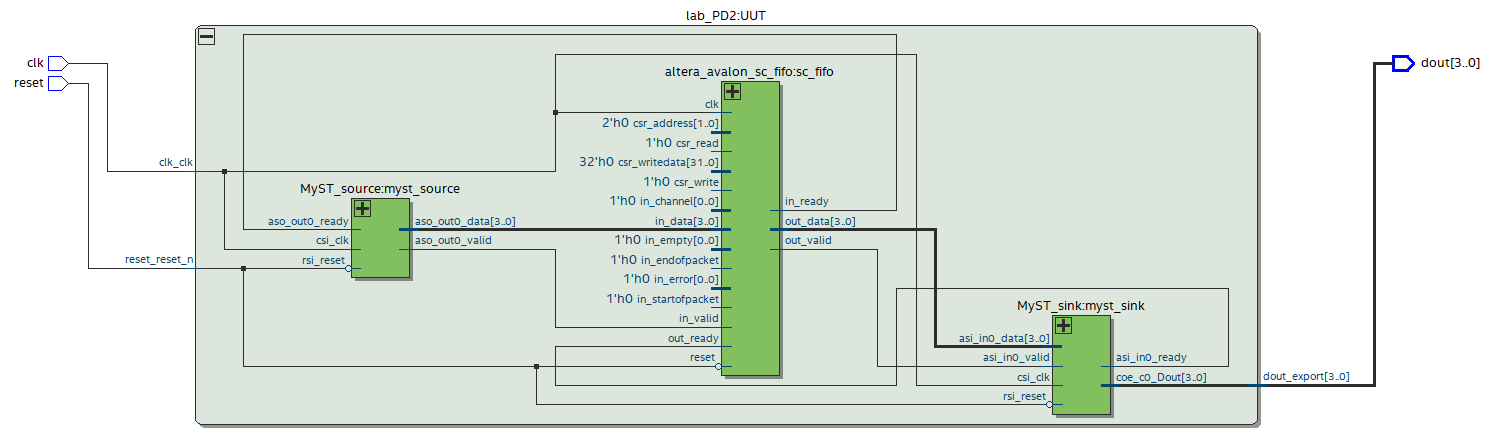 lab_PD2:UUT
clk
reset
dout[3..0]
altera_avalon_sc_fifo:sc_fifo
clk
2'h0 csr_address[1..0]
1'h0 csr_read
32'h0 csr_writedata[31..0]
1'h0 csr_write
1'h0 in_channel[0..0]
in_data[3..0]
1'h0 in_empty[0..0]
1'h0 in_endofpacket
1'h0 in_error[0..0]
1'h0 in_startofpacket
in_valid
out_ready
reset
in_ready
out_data[3..0]
out_valid
clk_clk
reset_reset_n
MyST_source:myst_source
aso_out0_ready
csi_clk
rsi_reset
aso_out0_data[3..0]
aso_out0_valid
MyST_sink:myst_sink
asi_in0_data[3..0]
asi_in0_valid
csi_clk
rsi_reset
asi_in0_ready
coe_c0_Dout[3..0]
dout_export[3..0]